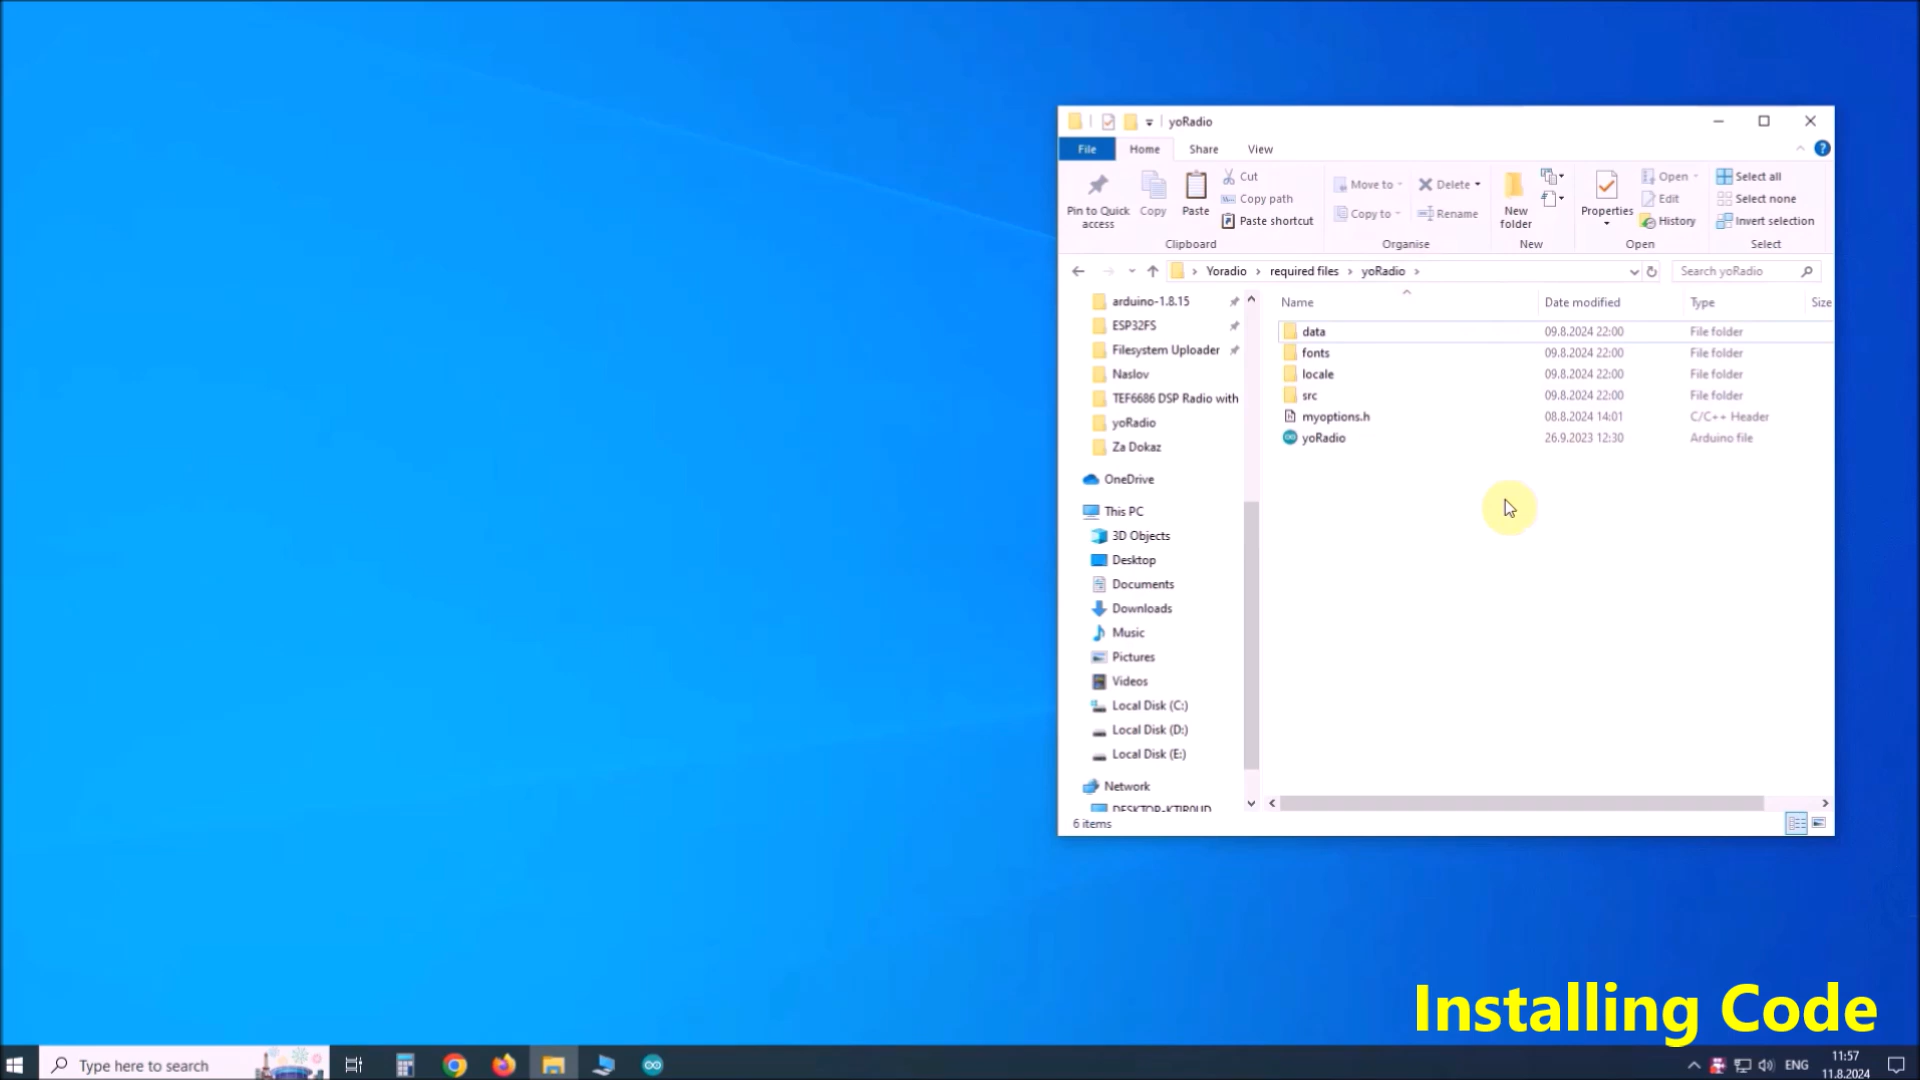 yoRadio
File Home Share View
Pin to Quick access
Copy
Paste
Cut
Copy path
Paste shortcut
Clipboard
Move to
Copy to
Delete
Rename
Organise
New folder
New
Properties
Open
Edit
History
Open
Select all
Select none
Invert selection
Select
Yoradio › required files › yoRadio ›
Search yoRadio
arduino-1.8.15
ESP32FS
Filesystem Uploader
Naslov
TEF6686 DSP Radio with
yoRadio
Za Dokaz
OneDrive
This PC
3D Objects
Desktop
Documents
Downloads
Music
Pictures
Videos
Local Disk (C:)
Local Disk (D:)
Local Disk (E:)
Network
Name Date modified Type Size
data 09.8.2024 22:00 File folder
fonts 09.8.2024 22:00 File folder
locale 09.8.2024 22:00 File folder
src 09.8.2024 22:00 File folder
myoptions.h 08.8.2024 14:01 C/C++ Header
yoRadio 26.9.2023 12:30 Arduino file
6 items
Installing Code
Type here to search
ENG
11:57
11.8.2024